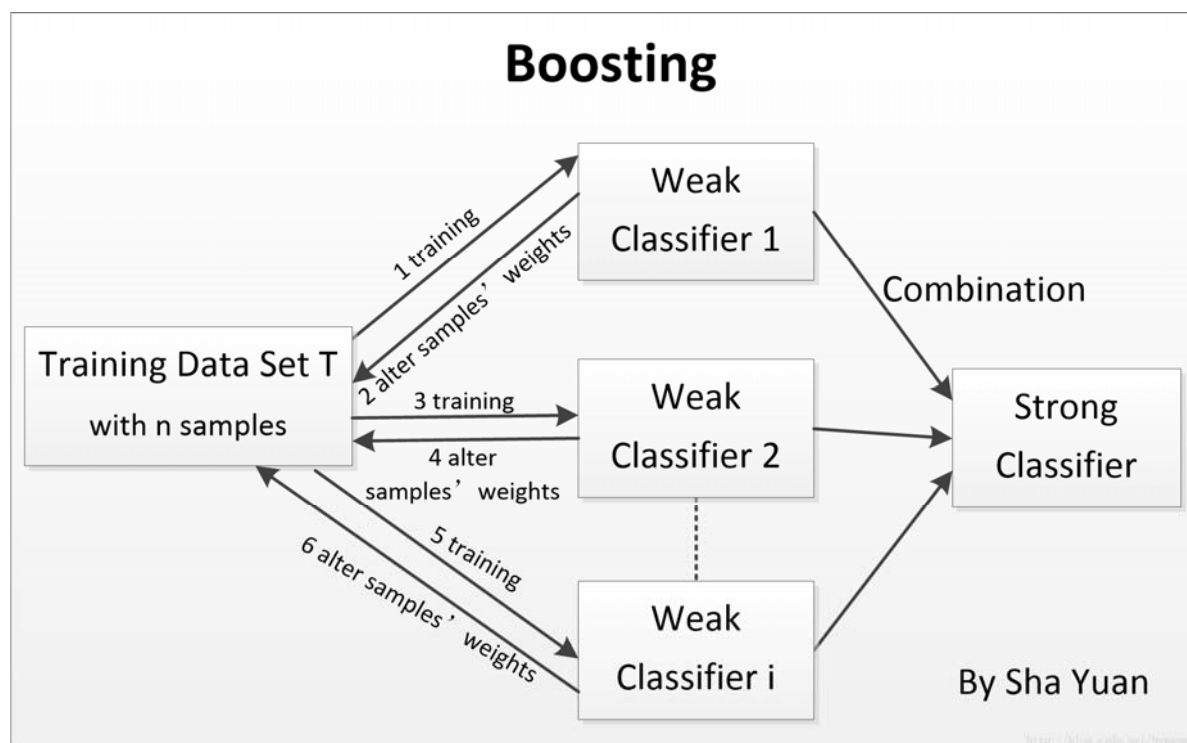 Boosting
Weak
Classifier 1
1 training
2 alter samples’ weights
Combination
Training Data Set T
with n samples
3 training
4 alter
samples’ weights
Weak
Classifier 2
Strong
Classifier
5 training
6 alter samples’ weights
Weak
Classifier i
By Sha Yuan